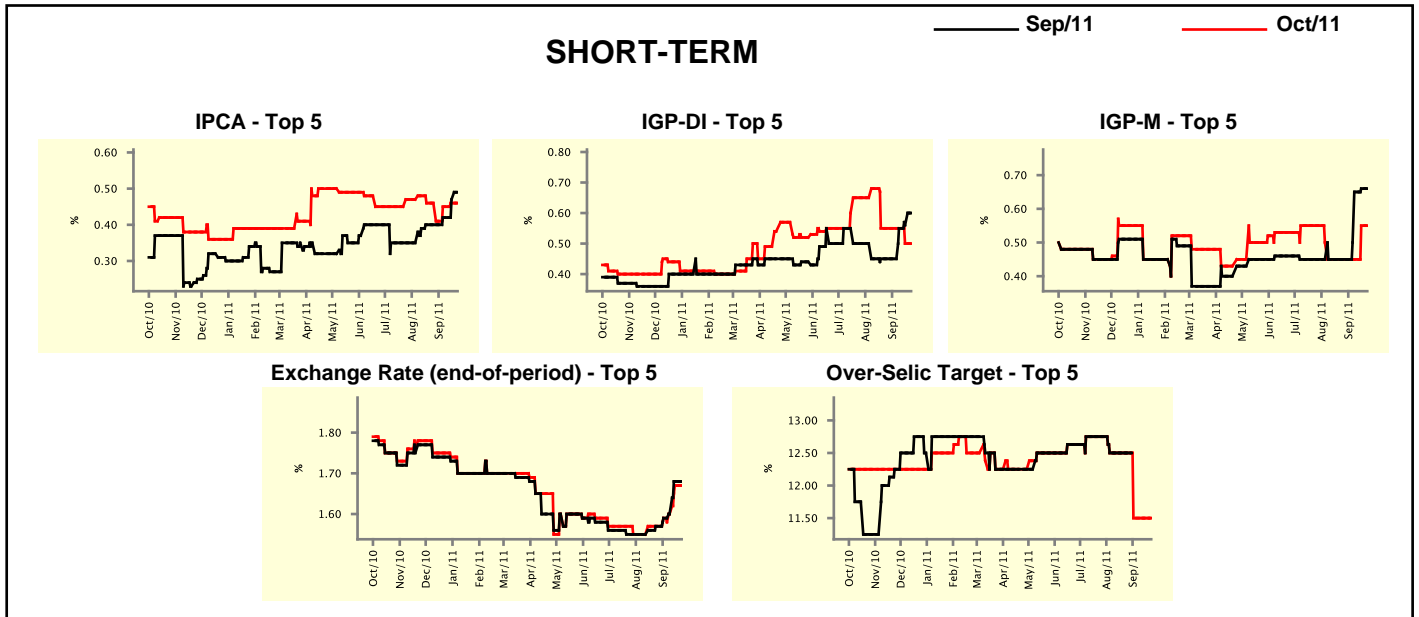 Sep/11 Oct/11
SHORT-TERM
IPCA - Top 5
%
0.60
0.50
0.40
0.30
Oct/10 Nov/10 Dec/10 Jan/11 Feb/11 Mar/11 Apr/11 May/11 Jun/11 Jul/11 Aug/11 Sep/11
IGP-DI - Top 5
%
0.80
0.70
0.60
0.50
0.40
Oct/10 Nov/10 Dec/10 Jan/11 Feb/11 Mar/11 Apr/11 May/11 Jun/11 Jul/11 Aug/11 Sep/11
IGP-M - Top 5
%
0.70
0.60
0.50
0.40
Oct/10 Nov/10 Dec/10 Jan/11 Feb/11 Mar/11 Apr/11 May/11 Jun/11 Jul/11 Aug/11 Sep/11
Exchange Rate (end-of-period) - Top 5
%
1.80
1.70
1.60
Oct/10 Nov/10 Dec/10 Jan/11 Feb/11 Mar/11 Apr/11 May/11 Jun/11 Jul/11 Aug/11 Sep/11
Over-Selic Target - Top 5
%
13.00
12.50
12.00
11.50
Oct/10 Nov/10 Dec/10 Jan/11 Feb/11 Mar/11 Apr/11 May/11 Jun/11 Jul/11 Aug/11 Sep/11